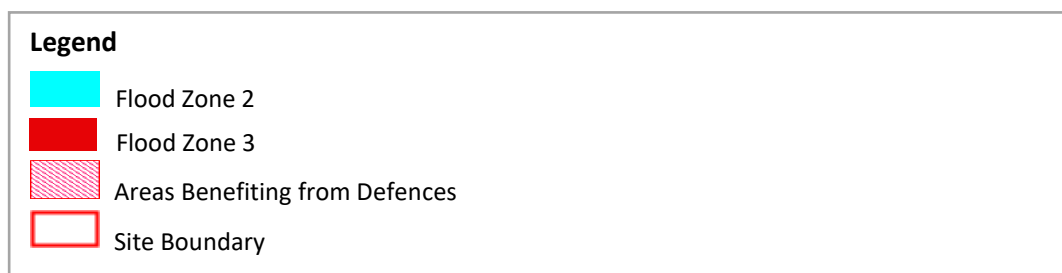 Legend
Flood Zone 2
Flood Zone 3
Areas Benefiting from Defences
Site Boundary